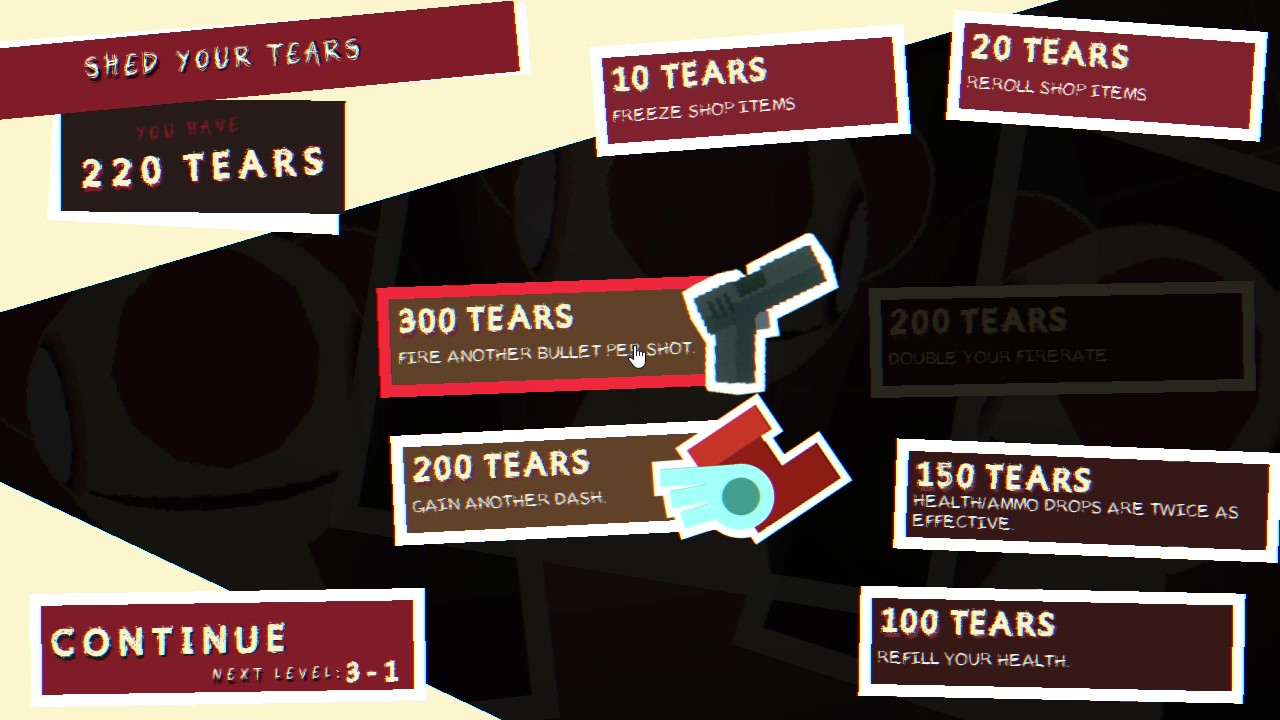 SHED YOUR TEARS
YOU HAVE
220 TEARS
10 TEARS
FREEZE SHOP ITEMS
20 TEARS
REROLL SHOP ITEMS
300 TEARS
FIRE ANOTHER BULLET PER SHOT.
200 TEARS
DOUBLE YOUR FIRERATE.
200 TEARS
GAIN ANOTHER DASH.
150 TEARS
HEALTH/AMMO DROPS ARE TWICE AS
EFFECTIVE.
100 TEARS
REFILL YOUR HEALTH.
CONTINUE
NEXT LEVEL: 3-1